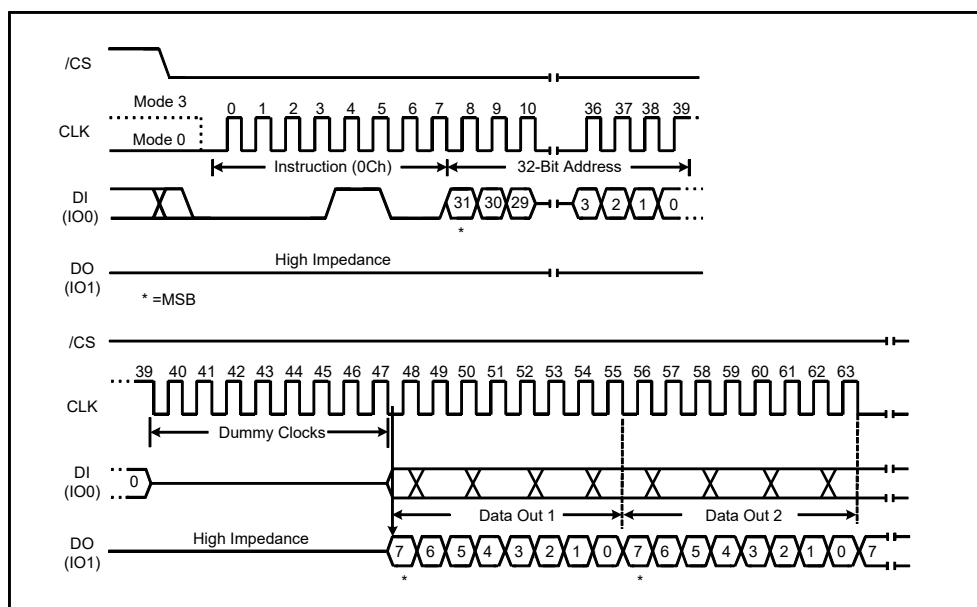 /CS
Mode 3
0 1 2 3 4 5 6 7 8 9 10 36 37 38 39
CLK
Mode 0
Instruction (0Ch) 32-Bit Address
DI
(IO0)
31 30 29 3 2 1 0
*
High Impedance
DO
(IO1)
* =MSB
/CS
39 40 41 42 43 44 45 46 47 48 49 50 51 52 53 54 55 56 57 58 59 60 61 62 63
CLK
Dummy Clocks
DI
(IO0)
0
Data Out 1 Data Out 2
High Impedance
DO
(IO1)
7 6 5 4 3 2 1 0 7 6 5 4 3 2 1 0 7
* *